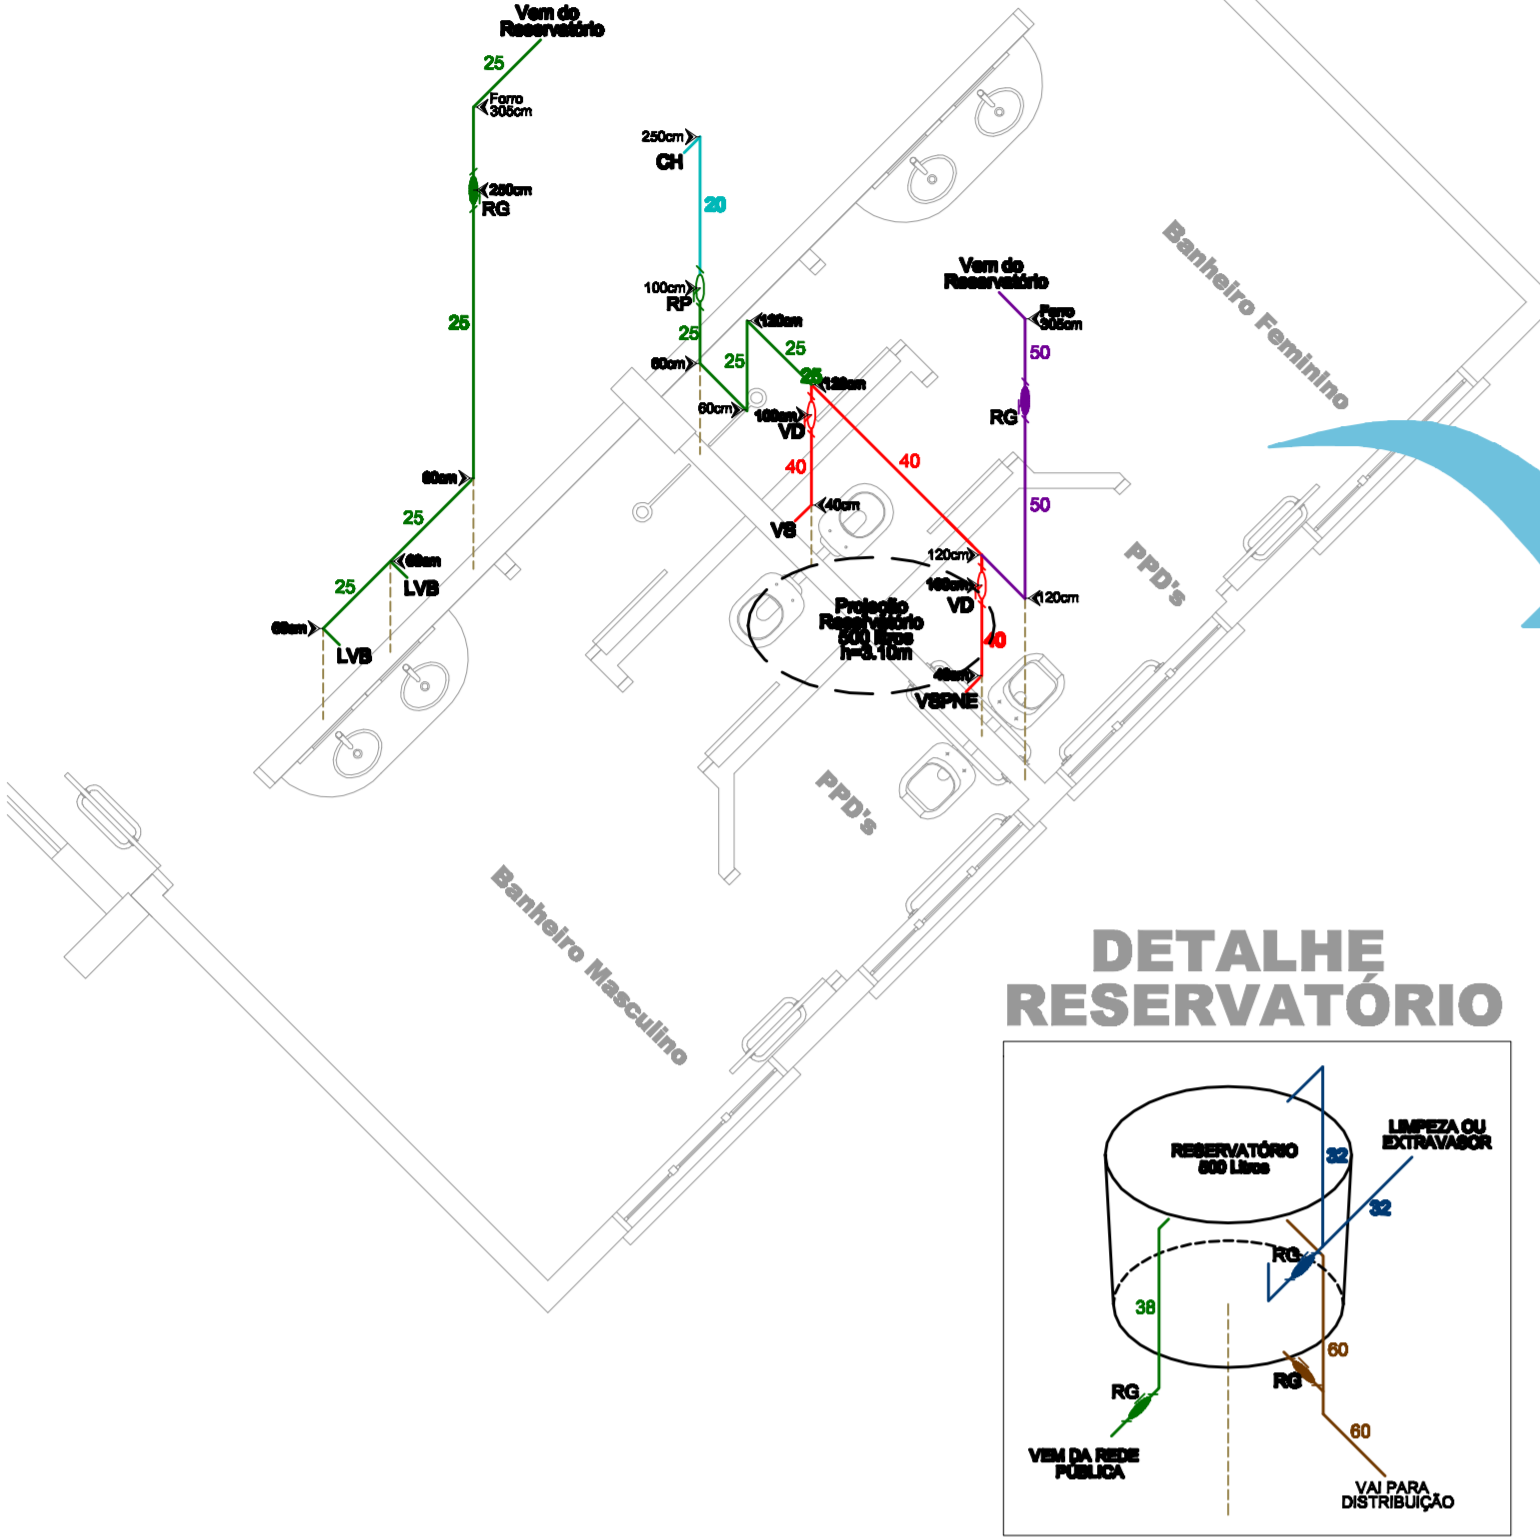 Vem do
Reservatório
25
Forro
305cm
250cm
RG
25
60cm
25
60cm
LVB
25
60cm
LVB
250cm
CH
20
100cm
RP
25
60cm
25
60cm
120cm
25
25
120cm
100cm
VD
40
40cm
VS
40
Vem do
Reservatório
Forro
305cm
50
RG
50
120cm
120cm
100cm
VD
40
40cm
VSPNE
Projeção
Reservatório
500 litros
h=3.10m
Banheiro Feminino
PPD's
PPD's
Banheiro Masculino
DETALHE
RESERVATÓRIO
RESERVATÓRIO
500 Litros
32
LIMPEZA OU
EXTRAVASOR
32
RG
38
60
RG
RG
60
VEM DA REDE
PÚBLICA
VAI PARA
DISTRIBUIÇÃO